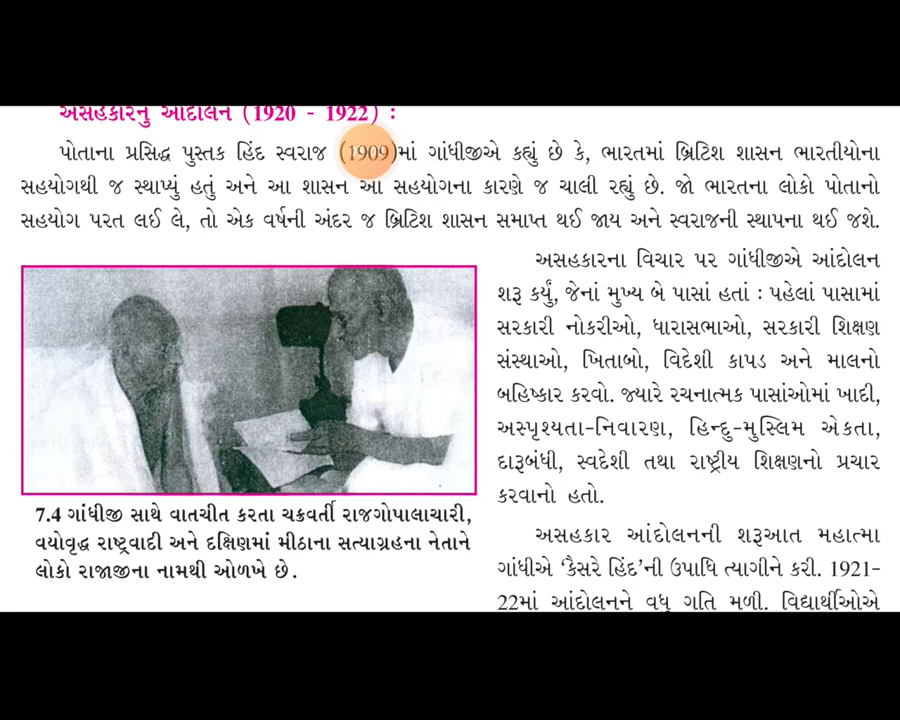 અસહકારનું આંદોલન (1920 - 1922) :
પોતાના પ્રસિદ્ધ પુસ્તક હિંદ સ્વરાજ (1909)માં ગાંધીજીએ કહ્યું છે કે, ભારતમાં બ્રિટિશ શાસન ભારતીયોના
સહયોગથી જ સ્થાપ્યું હતું અને આ શાસન આ સહયોગના કારણે જ ચાલી રહ્યું છે. જો ભારતના લોકો પોતાનો
સહયોગ પરત લઈ લે, તો એક વર્ષની અંદર જ બ્રિટિશ શાસન સમાપ્ત થઈ જાય અને સ્વરાજની સ્થાપના થઈ જશે.
7.4 ગાંધીજી સાથે વાતચીત કરતા ચક્રવર્તી રાજગોપાલાચારી,
વયોવૃદ્ધ રાષ્ટ્રવાદી અને દક્ષિણમાં મીઠાના સત્યાગ્રહના નેતાને
લોકો રાજાજીના નામથી ઓળખે છે.
અસહકારના વિચાર પર ગાંધીજીએ આંદોલન
શરૂ કર્યું, જેનાં મુખ્ય બે પાસાં હતાં : પહેલાં પાસામાં
સરકારી નોકરીઓ, ધારાસભાઓ, સરકારી શિક્ષણ
સંસ્થાઓ, ખિતાબો, વિદેશી કાપડ અને માલનો
બહિષ્કાર કરવો. જ્યારે રચનાત્મક પાસાંઓમાં ખાદી,
અસ્પૃશ્યતા-નિવારણ, હિન્દુ-મુસ્લિમ એકતા,
દારૂબંધી, સ્વદેશી તથા રાષ્ટ્રીય શિક્ષણનો પ્રચાર
કરવાનો હતો.
અસહકાર આંદોલનની શરૂઆત મહાત્મા
ગાંધીએ ‘કૈસરે હિંદ’ની ઉપાધિ ત્યાગીને કરી. 1921-
22માં આંદોલનને વધુ ગતિ મળી. વિદ્યાર્થીઓએ